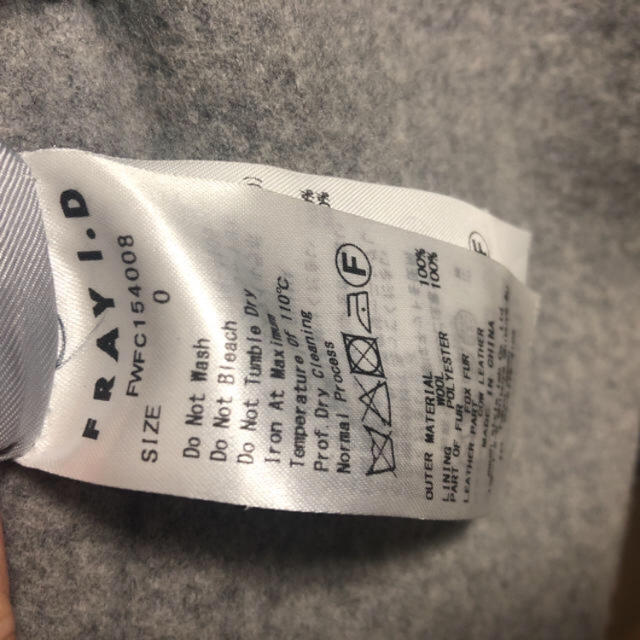 FRAY I.D
FWFC154008
SIZE 0
Do Not Wash
Do Not Bleach
Do Not Tumble Dry
Iron At Maximum
Temperature Of 110°C
Prof.Dry Cleaning
Normal Process
F
OUTER MATERIAL
WOOL 100%
LINING POLYESTER 100%
PART OF FUR
FOX FUR
LEATHER PART
COW LEATHER
MADE IN CHINA